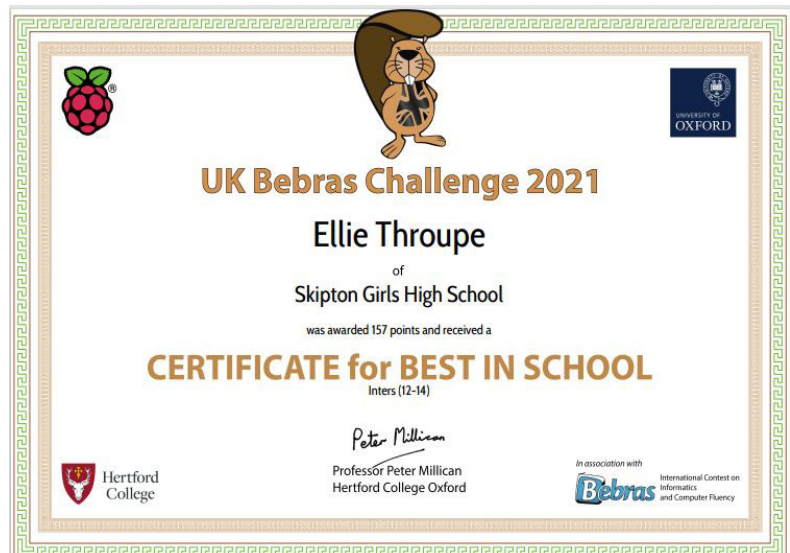 UNIVERSITY OF
OXFORD
UK Bebras Challenge 2021
Ellie Throupe
of
Skipton Girls High School
was awarded 157 points and received a
CERTIFICATE for BEST IN SCHOOL
Inters (12-14)
Peter Millican
Professor Peter Millican
Hertford College Oxford
Hertford
College
In association with
Bebras
International Contest on
Informatics
and Computer Fluency